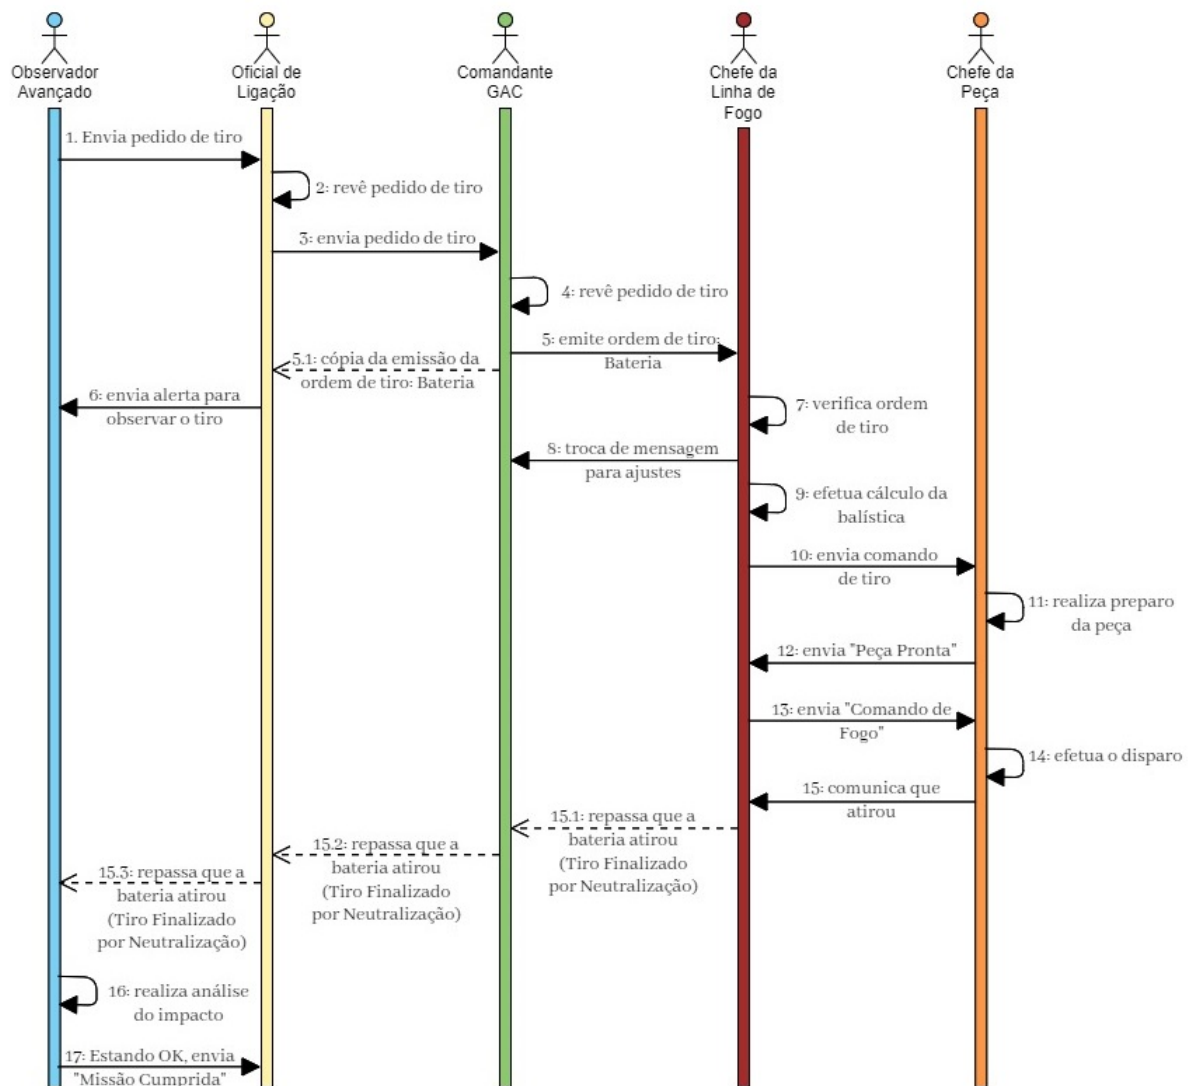 Observador
Avançado
Oficial de
Ligação
Comandante
GAC
Chefe da
Linha de
Fogo
Chefe da
Peça
1. Envia pedido de tiro
2: revê pedido de tiro
3: envia pedido de tiro
4: revê pedido de tiro
5: emite ordem de tiro:
Bateria
5.1: cópia da emissão da
ordem de tiro: Bateria
6: envia alerta para
observar o tiro
7: verifica ordem
de tiro
8: troca de mensagem
para ajustes
9: efetua cálculo da
balística
10: envia comando
de tiro
11: realiza preparo
da peça
12: envia "Peça Pronta"
13: envia "Comando de
Fogo"
14: efetua o disparo
15: comunica que
atirou
15.1: repassa que a
bateria atirou
(Tiro Finalizado
por Neutralização)
15.2: repassa que a
bateria atirou
(Tiro Finalizado
por Neutralização)
15.3: repassa que a
bateria atirou
(Tiro Finalizado
por Neutralização)
16: realiza análise
do impacto
17: Estando OK, envia
"Missão Cumprida"